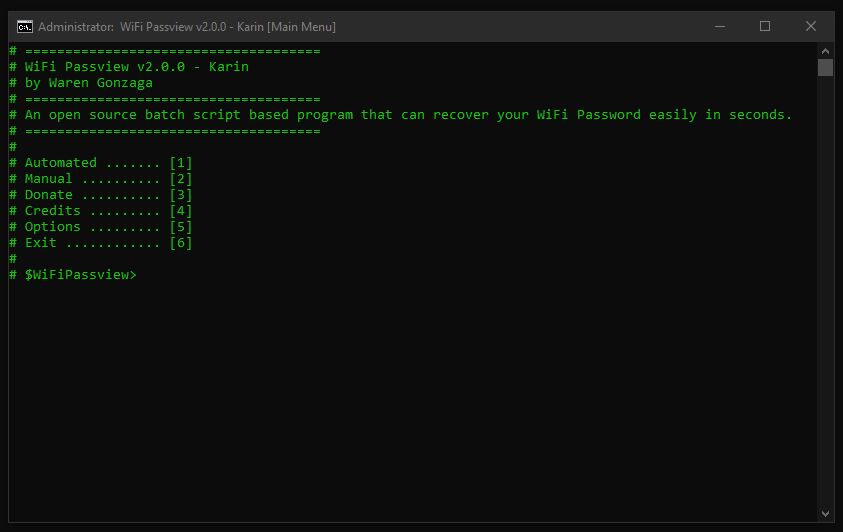 Administrator: WiFi Passview v2.0.0 - Karin [Main Menu]
# =====================================
# WiFi Passview v2.0.0 - Karin
# by Waren Gonzaga
# =====================================
# An open source batch script based program that can recover your WiFi Password easily in seconds.
# =====================================
#
# Automated ....... [1]
# Manual .......... [2]
# Donate .......... [3]
# Credits ......... [4]
# Options ......... [5]
# Exit ............ [6]
#
# $WiFiPassview>